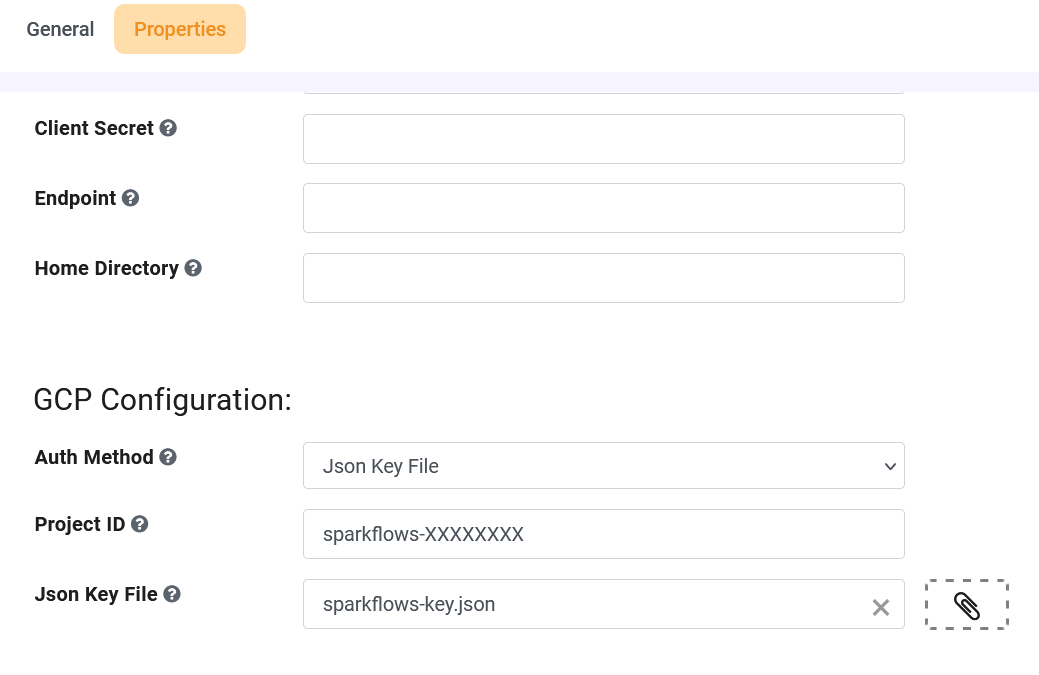 General Properties
Client Secret
Endpoint
Home Directory
GCP Configuration:
Auth Method Json Key File
Project ID sparkflows-XXXXXXXX
Json Key File sparkflows-key.json